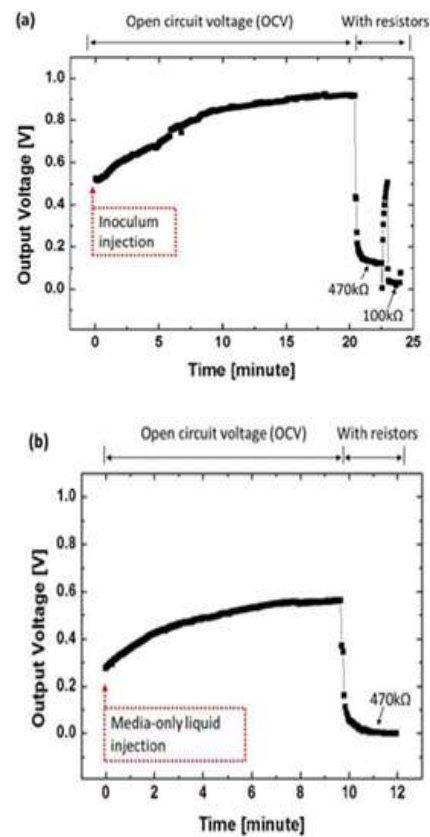 Open circuit voltage (OCV) With resistors
(a)
1.0
0.8
0.6
0.4
0.2
0.0
Output Voltage [V]
Inoculum
injection
470kΩ
100kΩ
0 5 10 15 20 25
Time [minute]
Open circuit voltage (OCV) With reistors
(b)
1.0
0.8
0.6
0.4
0.2
0.0
Output Voltage [V]
Media-only liquid
injection
470kΩ
0 2 4 6 8 10 12
Time [minute]